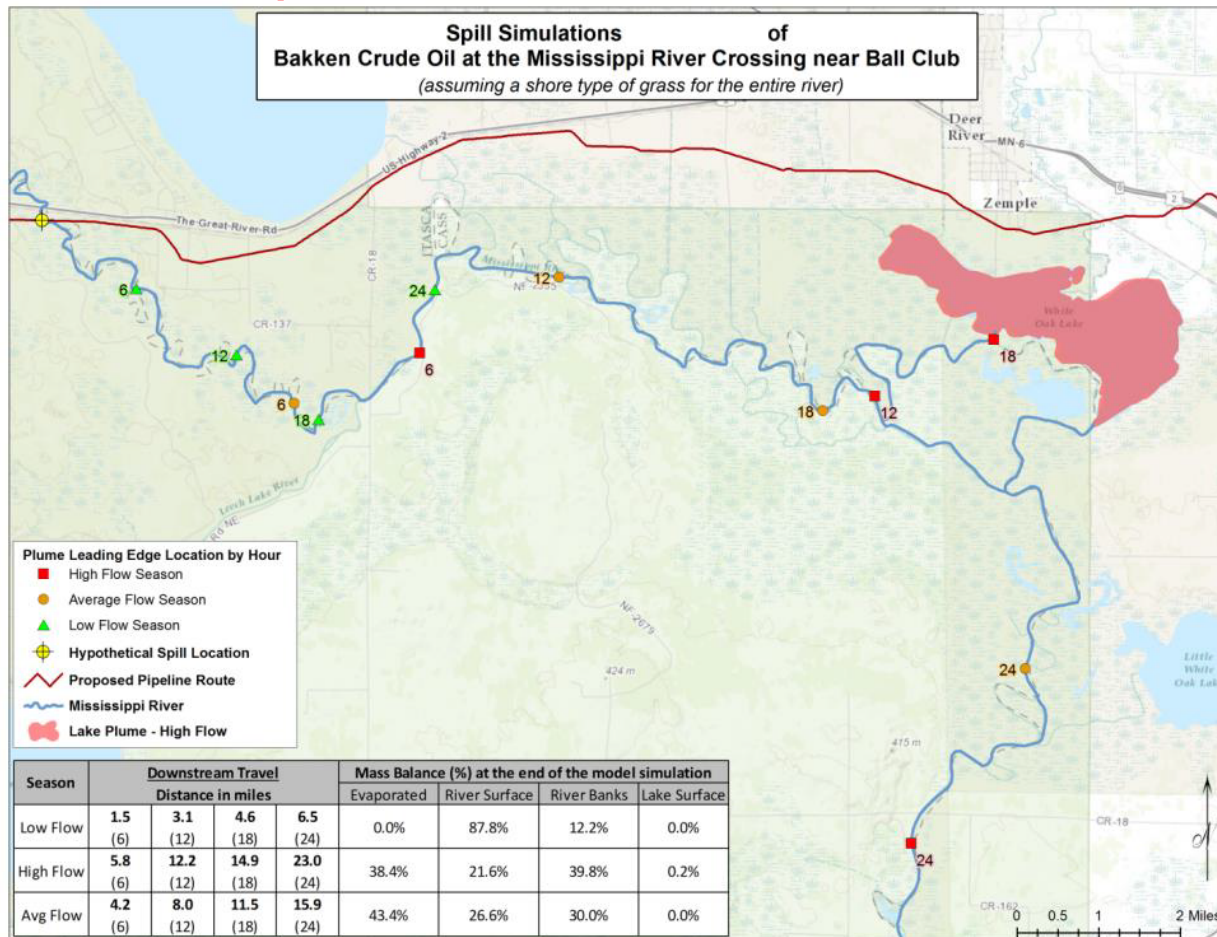 Spill Simulations of
Bakken Crude Oil at the Mississippi River Crossing near Ball Club
(assuming a shore type of grass for the entire river)
Deer
River
MN-6
6
2
US-Highway-2
Zemple
The-Great-River-Rd
ITASCA
CASS
CR-18
Mississippi
12
24
NF-2355
6
CR-137
12
6
White
Oak Lake
18
6
18
18
12
Leech Lake River
Rd NE
NF-2679
424 m
24
Little
White
Oak Lake
415 m
CR-18
24
CR-162
N
0 0.5 1 2 Miles
Plume Leading Edge Location by Hour
High Flow Season
Average Flow Season
Low Flow Season
Hypothetical Spill Location
Proposed Pipeline Route
Mississippi River
Lake Plume - High Flow
Season Downstream Travel Mass Balance (%) at the end of the model simulation
Distance in miles Evaporated River Surface River Banks Lake Surface
Low Flow 1.5 3.1 4.6 6.5 0.0% 87.8% 12.2% 0.0%
(6) (12) (18) (24)
High Flow 5.8 12.2 14.9 23.0 38.4% 21.6% 39.8% 0.2%
(6) (12) (18) (24)
Avg Flow 4.2 8.0 11.5 15.9 43.4% 26.6% 30.0% 0.0%
(6) (12) (18) (24)